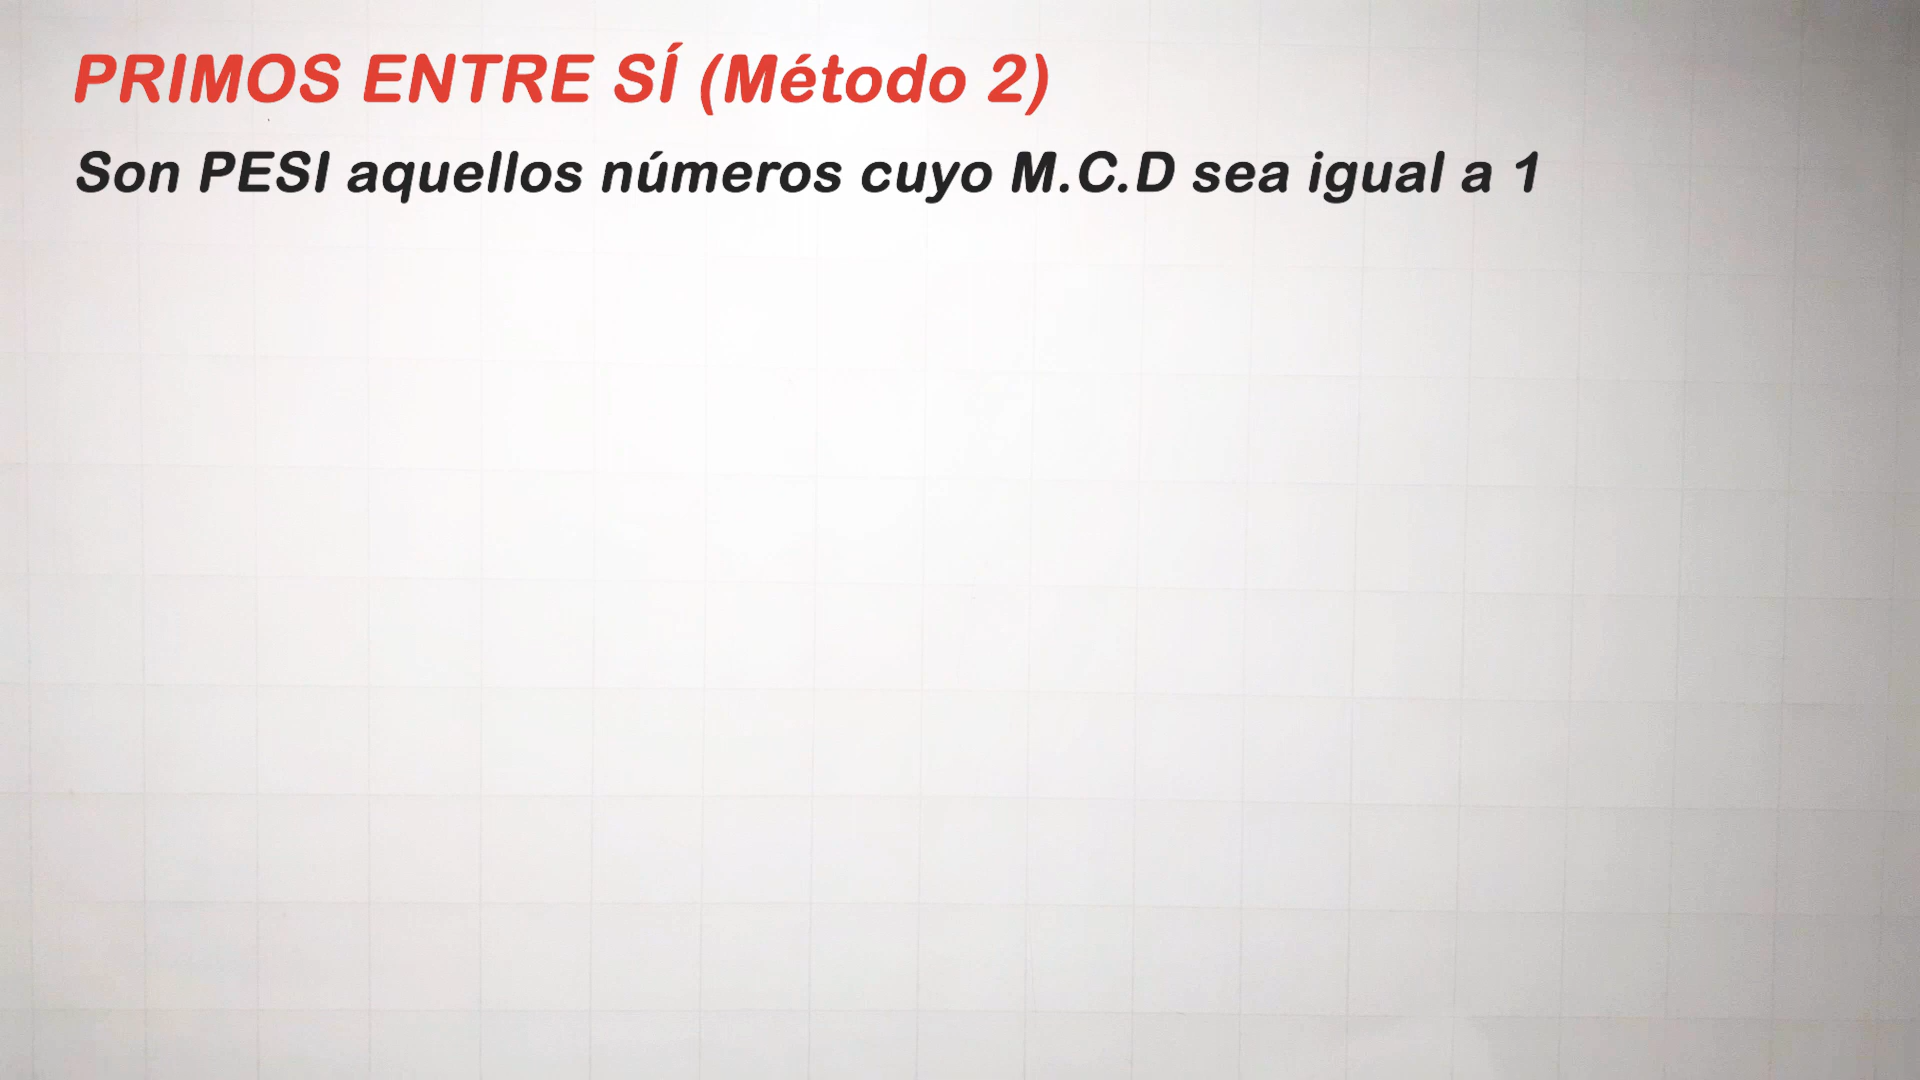 PRIMOS ENTRE SÍ (Método 2)
Son PESI aquellos números cuyo M.C.D sea igual a 1